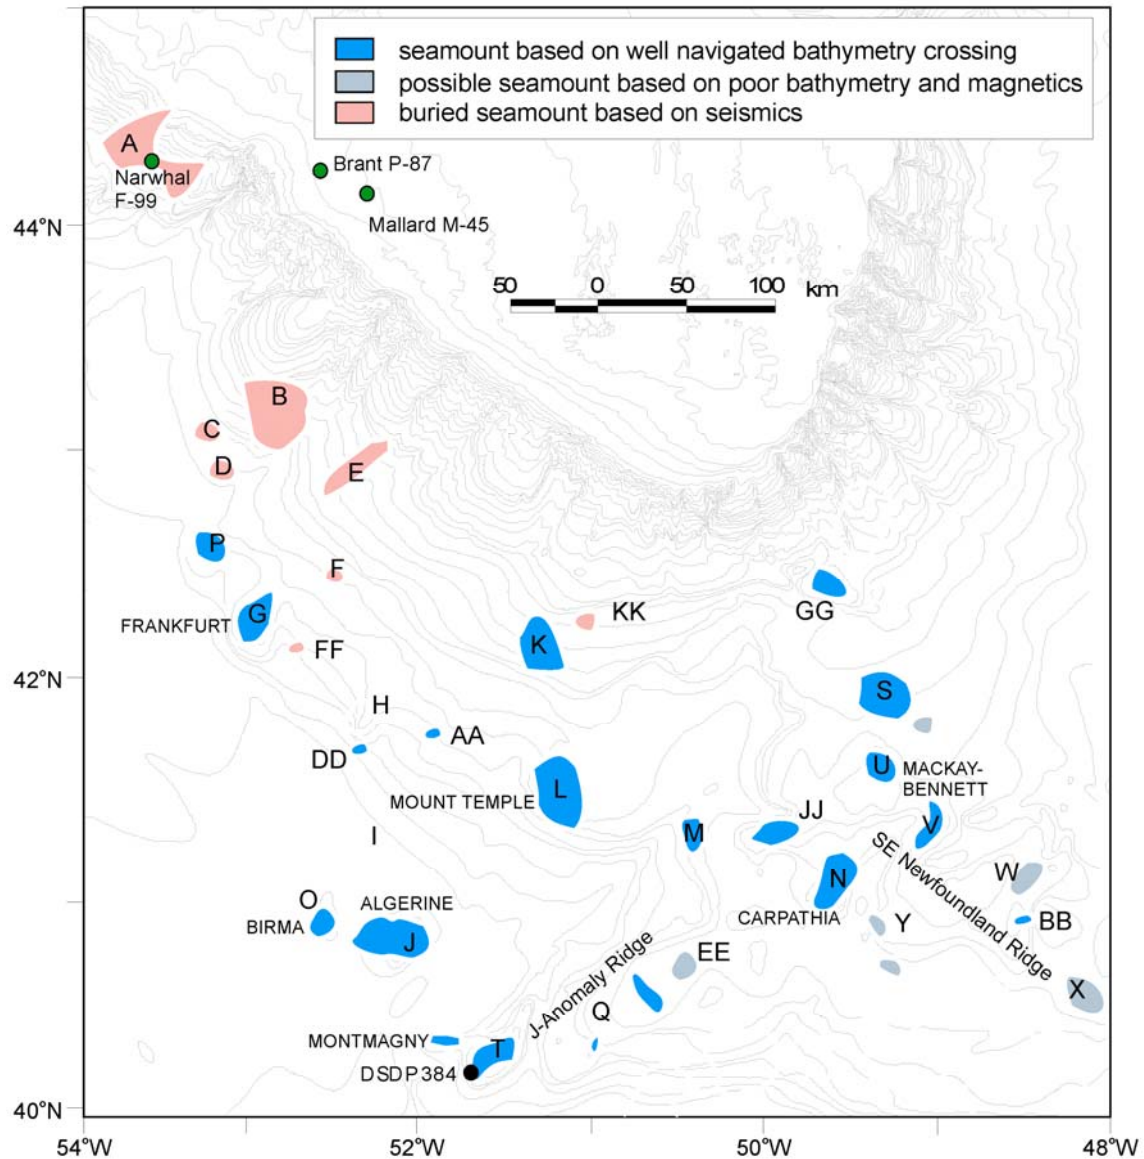 seamount based on well navigated bathymetry crossing
possible seamount based on poor bathymetry and magnetics
buried seamount based on seismics
A
Narwhal
F-99
Brant P-87
Mallard M-45
44°N
50 0 50 100 km
B
C
D
E
P
F
FRANKFURT
G
FF
K
KK
GG
42°N
H
S
DD
AA
U
MACKAY-
BENNETT
MOUNT TEMPLE
L
I
M
JJ
V
SE Newfoundland Ridge
W
N
O
BIRMA
ALGERINE
J
CARPATHIA
Y
BB
EE
J-Anomaly Ridge
X
Q
MONTMAGNY
T
DSDP 384
40°N
54°W
52°W
50°W
48°W